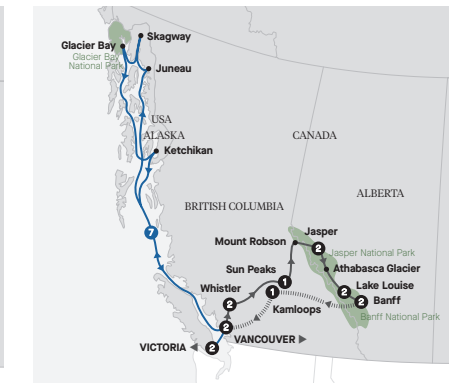 Skagway
Glacier Bay
Glacier Bay
National Park
Juneau
USA
ALASKA
CANADA
Ketchikan
ALBERTA
BRITISH COLUMBIA
7
Jasper
Mount Robson
2
Jasper National Park
Sun Peaks
Athabasca Glacier
1
Lake Louise
Whistler
1
2
2
Banff
2
Kamloops
Banff National Park
2
VANCOUVER
VICTORIA
2